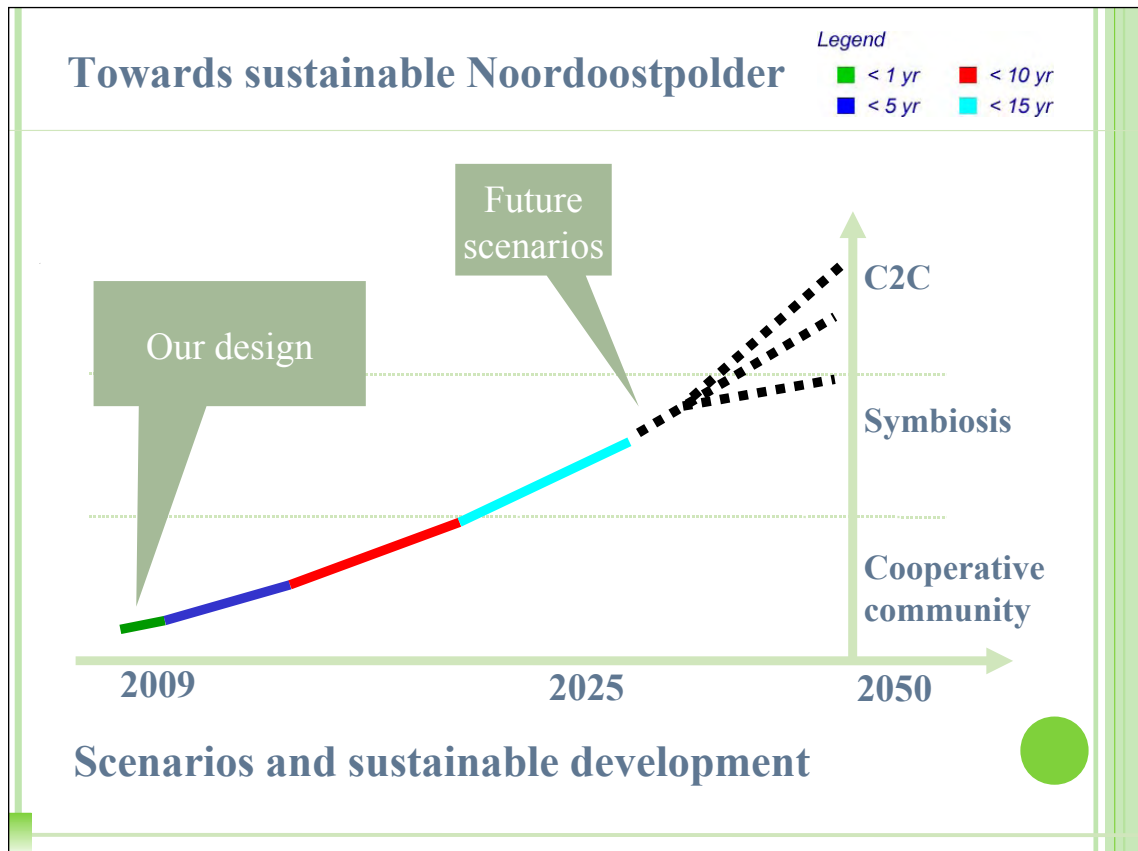 Towards sustainable Noordoostpolder
Legend
< 1 yr
< 10 yr
< 5 yr
< 15 yr
Future
scenarios
Our design
C2C
Symbiosis
Cooperative
community
2009
2025
2050
Scenarios and sustainable development